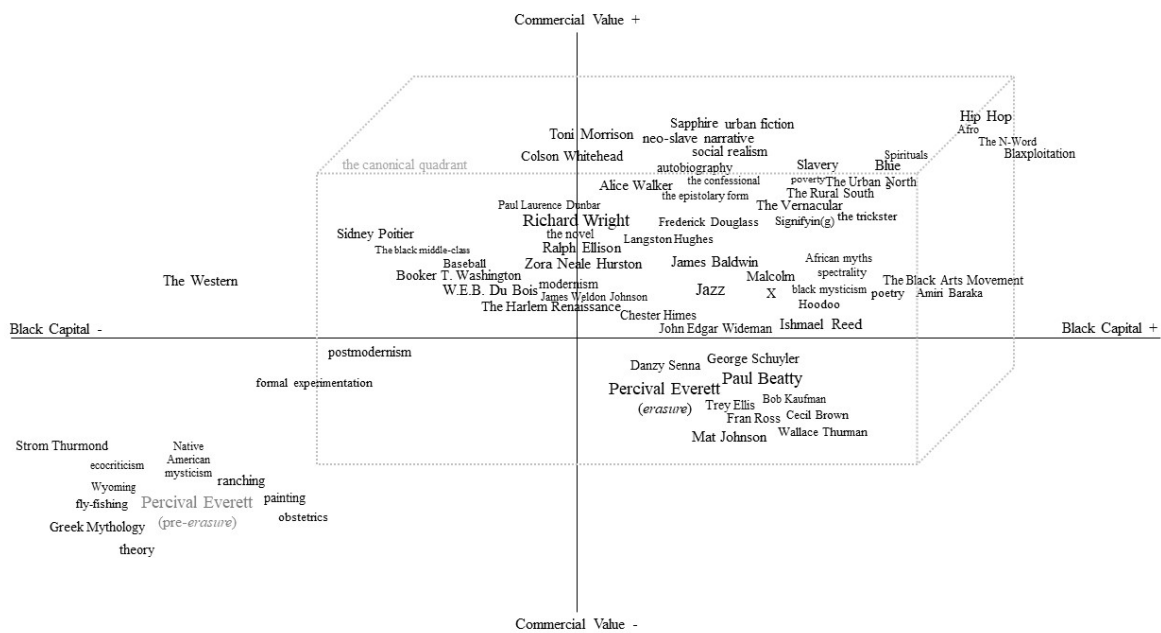 Commercial Value +
Hip Hop
Sapphire urban fiction
Afro
Toni Morrison
neo-slave narrative
The N-Word
social realism
Blaxploitation
Colson Whitehead
Spirituals
the canonical quadrant
autobiography
Slavery
Blue
s
Alice Walker
the confessional
poverty
The Urban North
the epistolary form
The Rural South
Paul Laurence Dunbar
The Vernacular
Richard Wright
Frederick Douglass
Signifyin(g)
the trickster
Sidney Poitier
the novel
Langston Hughes
The black middle-class
Ralph Ellison
Baseball
Zora Neale Hurston
James Baldwin
African myths
spectrality
Booker T. Washington
Malcolm
X
The Western
modernism
The Black Arts Movement
W.E.B. Du Bois
James Weldon Johnson
Jazz
black mysticism
poetry
Amiri Baraka
The Harlem Renaissance
Hoodoo
Chester Himes
John Edgar Wideman
Ishmael Reed
Black Capital -
Black Capital +
postmodernism
George Schuyler
Danzy Senna
formal experimentation
Paul Beatty
Percival Everett
(erasure)
Bob Kaufman
Trey Ellis
Cecil Brown
Fran Ross
Mat Johnson
Wallace Thurman
Strom Thurmond
Native
American
mysticism
ecocriticism
ranching
Wyoming
painting
fly-fishing
Percival Everett
(pre-erasure)
obstetrics
Greek Mythology
theory
Commercial Value -